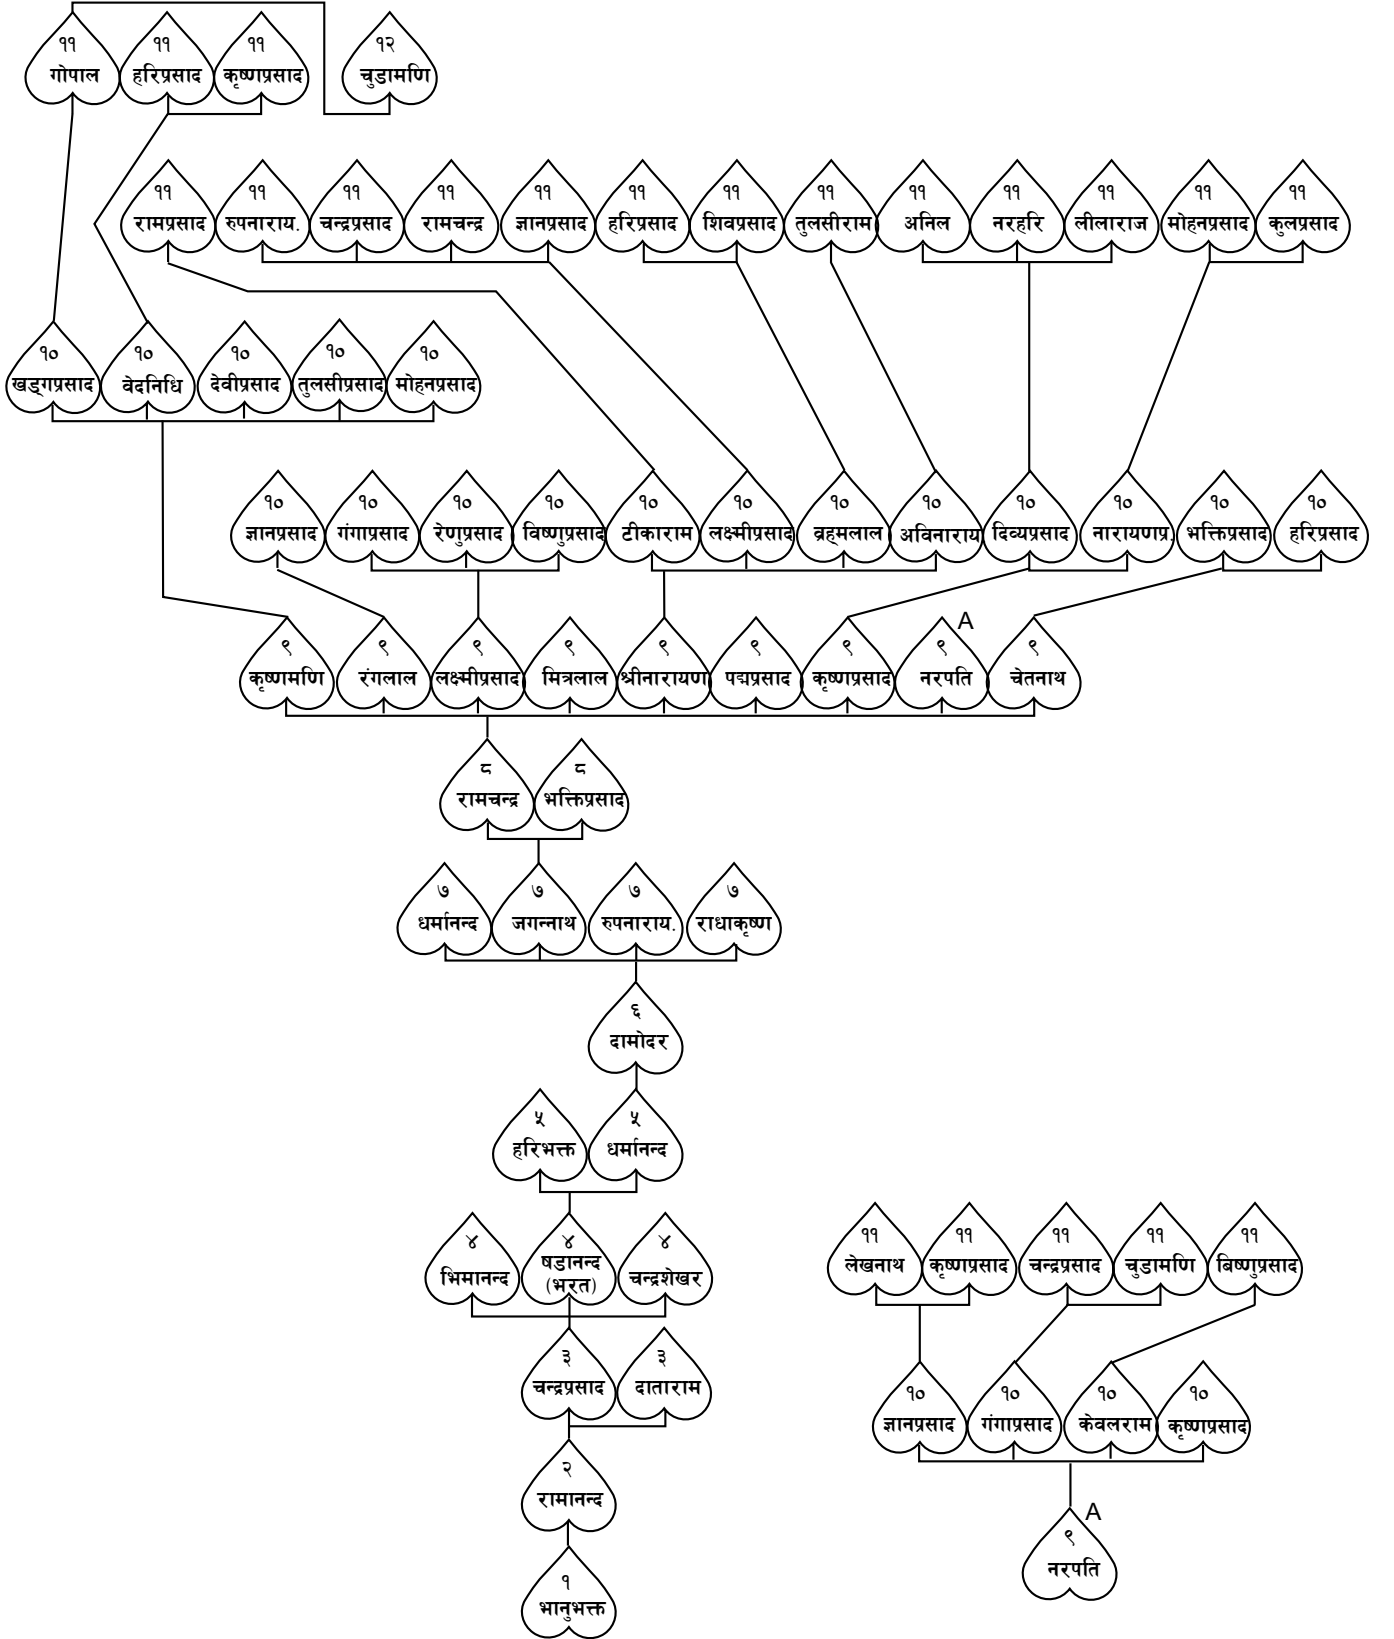 ११ ११ ११ १२
गोपाल हरिप्रसाद कृष्णप्रसाद चुडामणि
११ ११ ११ ११ ११ ११ ११ ११ ११ ११ ११ ११ ११
रामप्रसाद रुपनाराय. चन्द्रप्रसाद रामचन्द्र ज्ञानप्रसाद हरिप्रसाद शिवप्रसाद तुलसीराम अनिल नरहरि लीलाराज मोहनप्रसाद कुलप्रसाद
१० १० १० १० १०
खड्गप्रसाद वेदनिधि देवीप्रसाद तुलसीप्रसाद मोहनप्रसाद
१० १० १० १० १० १० १० १० १० १० १० १०
ज्ञानप्रसाद गंगाप्रसाद रेणुप्रसाद विष्णुप्रसाद टीकाराम लक्ष्मीप्रसाद व्रहमलाल अविनाराय दिव्यप्रसाद नारायणप्र. भक्तिप्रसाद हरिप्रसाद
A
९ ९ ९ ९ ९ ९ ९ ९ ९
कृष्णमणि रंगलाल लक्ष्मीप्रसाद मित्रलाल श्रीनारायण पद्मप्रसाद कृष्णप्रसाद नरपति चेतनाथ
८ ८
रामचन्द्र भक्तिप्रसाद
७ ७ ७ ७
धर्मानन्द जगन्नाथ रुपनाराय. राधाकृष्ण
६
दामोदर
५ ५
हरिभक्त धर्मानन्द
४ ४ ४
भिमानन्द षडानन्द (भरत) चन्द्रशेखर
३ ३
चन्द्रप्रसाद दाताराम
२
रामानन्द
१
भानुभक्त
११ ११ ११ ११ ११
लेखनाथ कृष्णप्रसाद चन्द्रप्रसाद चुडामणि बिष्णुप्रसाद
१० १० १० १०
ज्ञानप्रसाद गंगाप्रसाद केवलराम कृष्णप्रसाद
A
९
नरपति